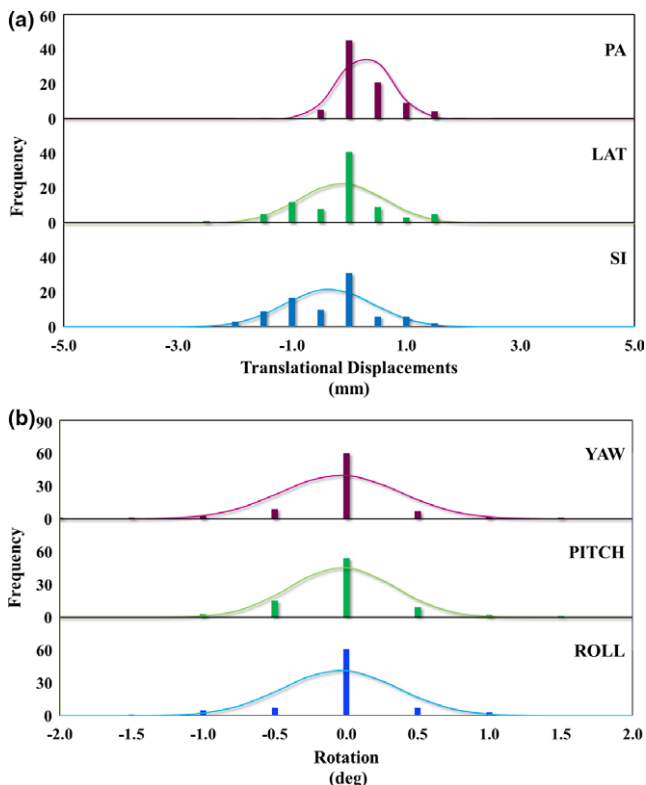 (a)
60
40
20
0
PA
40
20
0
LAT
40
20
0
SI
Frequency
-5.0 -3.0 -1.0 1.0 3.0 5.0
Translational Displacements
(mm)
(b)
90
60
30
0
YAW
60
30
0
PITCH
60
30
0
ROLL
Frequency
-2.0 -1.5 -1.0 -0.5 0.0 0.5 1.0 1.5 2.0
Rotation
(deg)